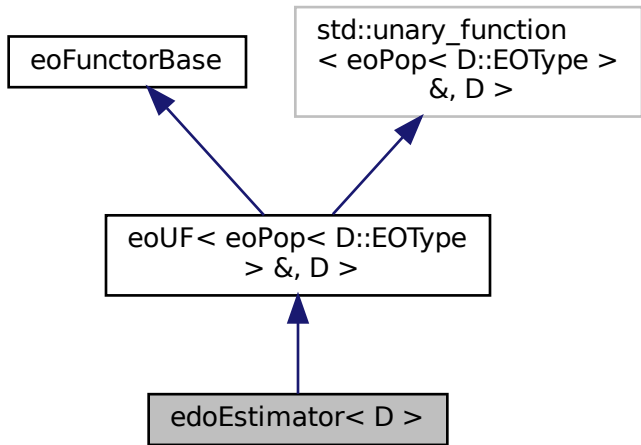 eoFunctorBase
std::unary_function
< eoPop< D::EOType >
&, D >
eoUF< eoPop< D::EOType
> &, D >
edoEstimator< D >